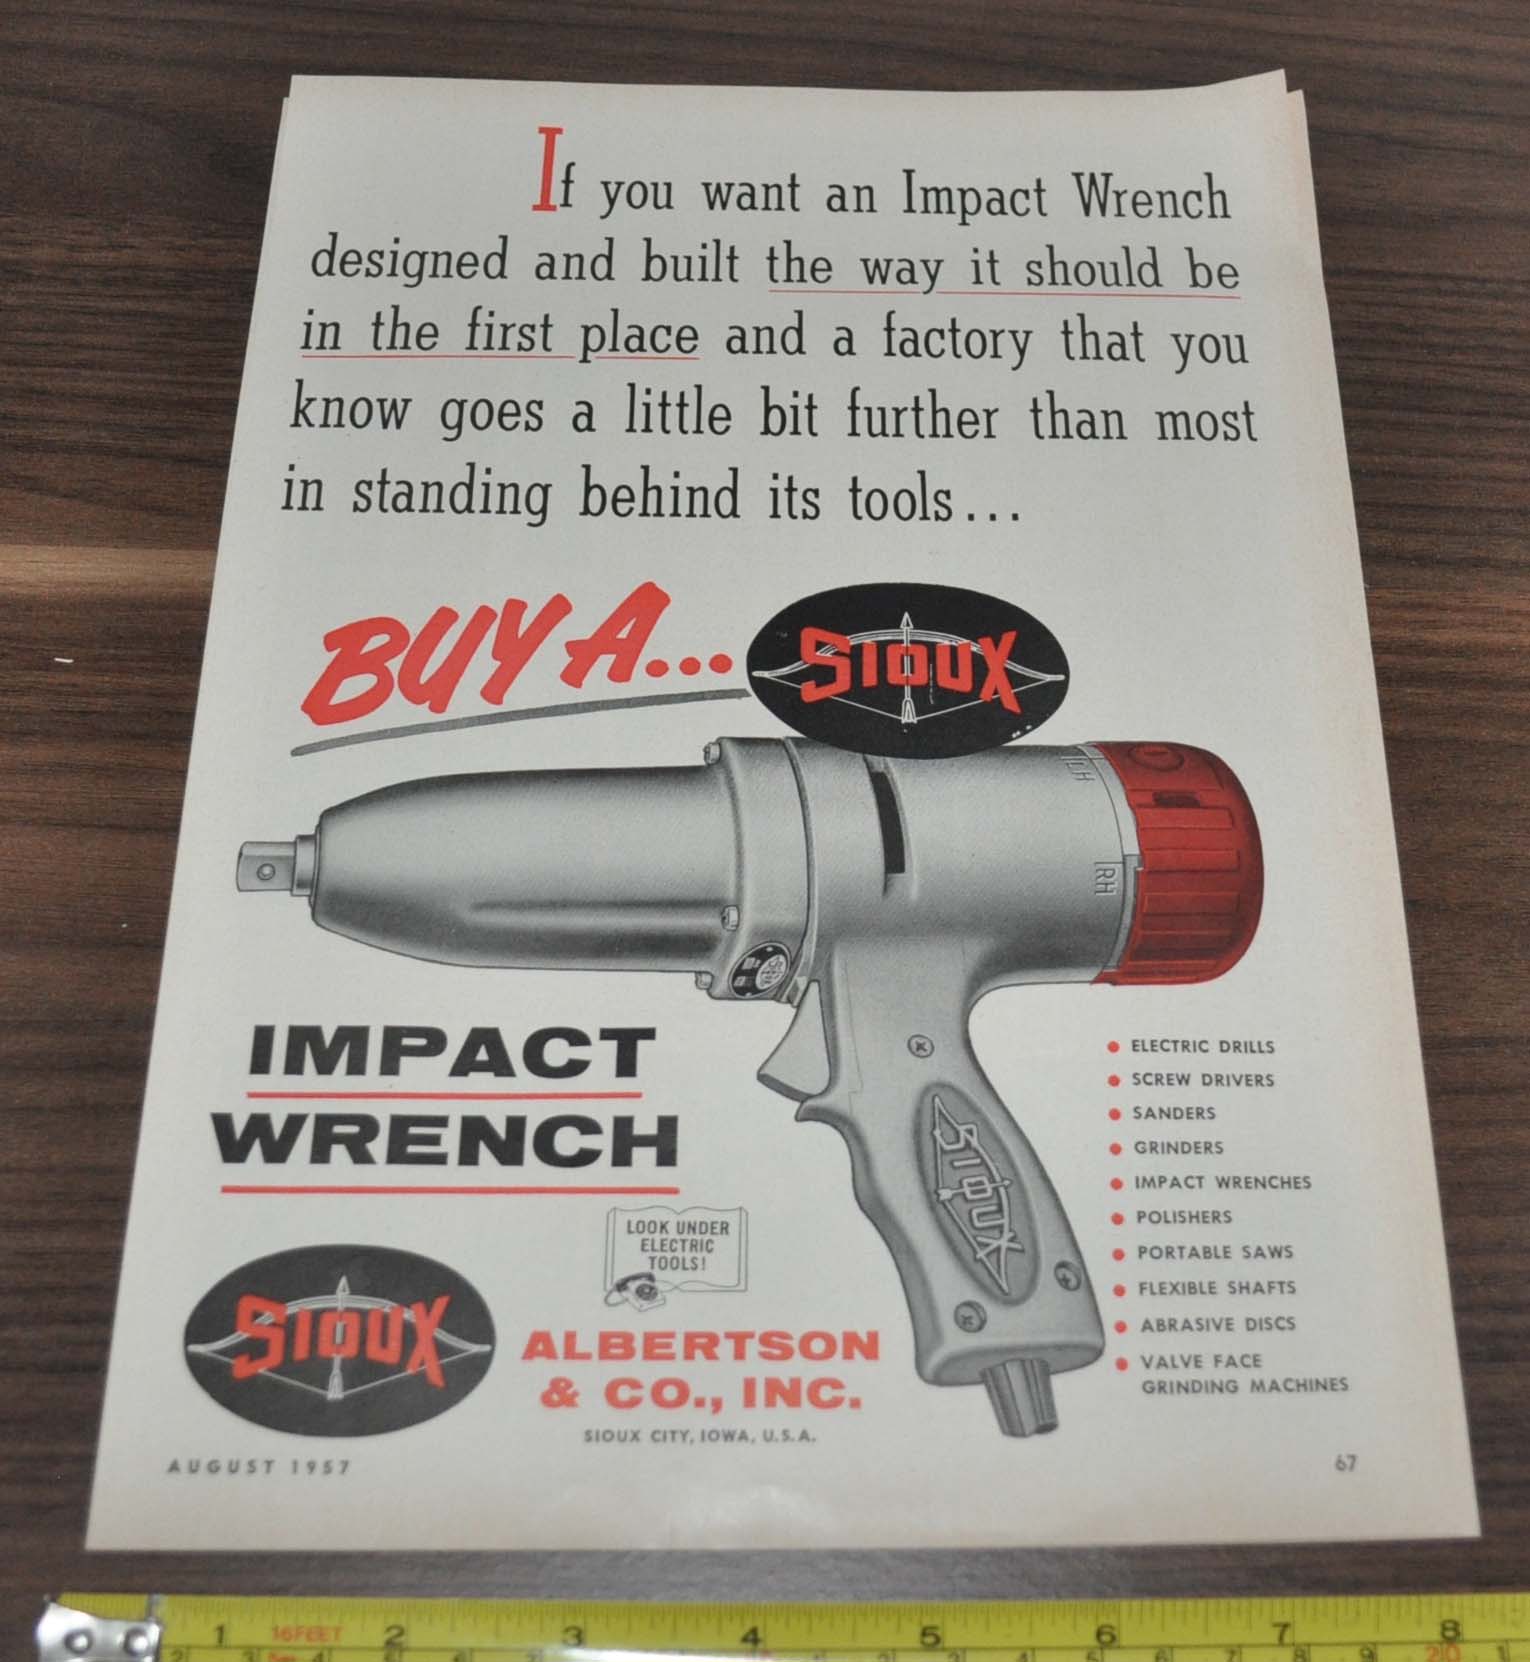 If you want an Impact Wrench
designed and built the way it should be
in the first place and a factory that you
know goes a little bit further than most
in standing behind its tools...
BUY A...
SIOUX
LH
RH
IMPACT
WRENCH
SIOUX
LOOK UNDER
ELECTRIC
TOOLS!
SIOUX
ALBERTSON
& CO., INC.
SIOUX CITY, IOWA, U.S.A.
• ELECTRIC DRILLS
• SCREW DRIVERS
• SANDERS
• GRINDERS
• IMPACT WRENCHES
• POLISHERS
• PORTABLE SAWS
• FLEXIBLE SHAFTS
• ABRASIVE DISCS
• VALVE FACE
GRINDING MACHINES
AUGUST 1957
67
1 16FEET 2 3 4 5 6 7 8